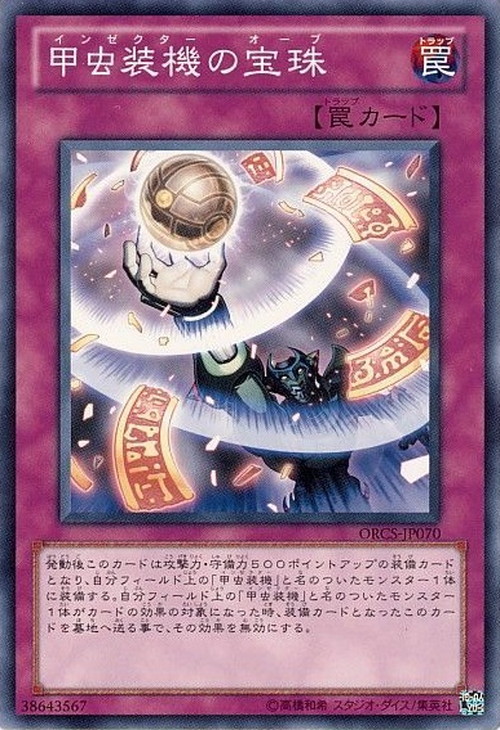 インゼクター オーブ
甲虫装機の宝珠
トラップ
罠
トラップ
【罠カード】
ORCS-JP070
発動後このカードは攻撃力・守備力500ポイントアップの装備カード
となり、自分フィールド上の「甲虫装機」と名のついたモンスター1体
に装備する。自分フィールド上の「甲虫装機」と名のついたモンスター
1体がカードの効果の対象になった時、装備カードとなったこのカー
ドを墓地へ送る事で、その効果を無効にする。
38643567
©高橋和希 スタジオ・ダイス/集英社